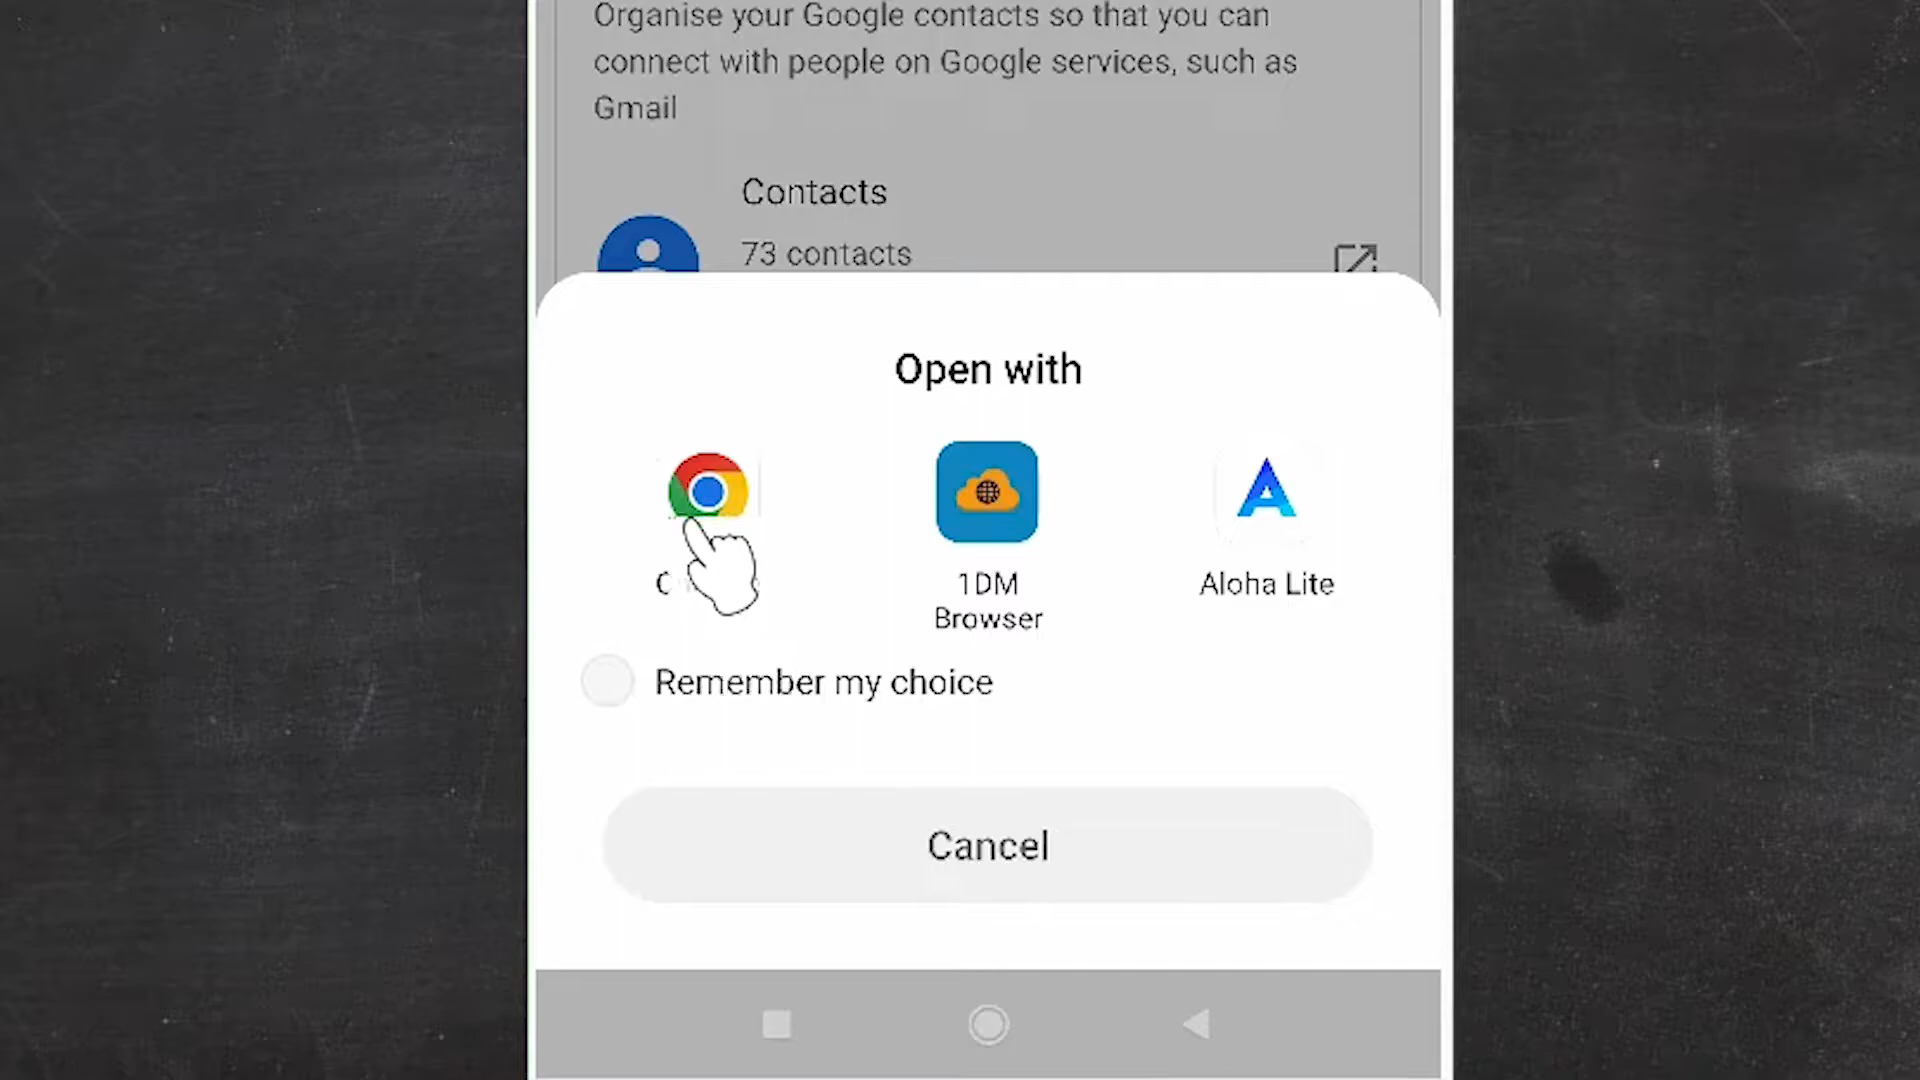 Organise your Google contacts so that you can
connect with people on Google services, such as
Gmail
Contacts
73 contacts
Open with
1DM
Browser
Aloha Lite
Remember my choice
Cancel